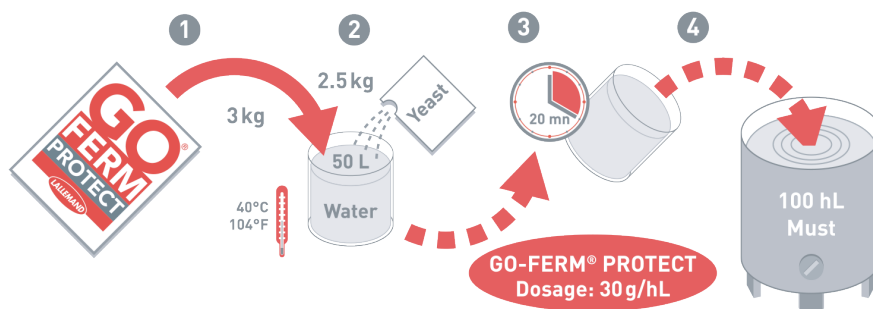 1
2
3
4
GO
FERM®
PROTECT
LALLEMAND
3 kg
2.5 kg
Yeast
50 L
Water
40°C
104°F
20 mn
100 hL
Must
GO-FERM® PROTECT
Dosage: 30 g/hL